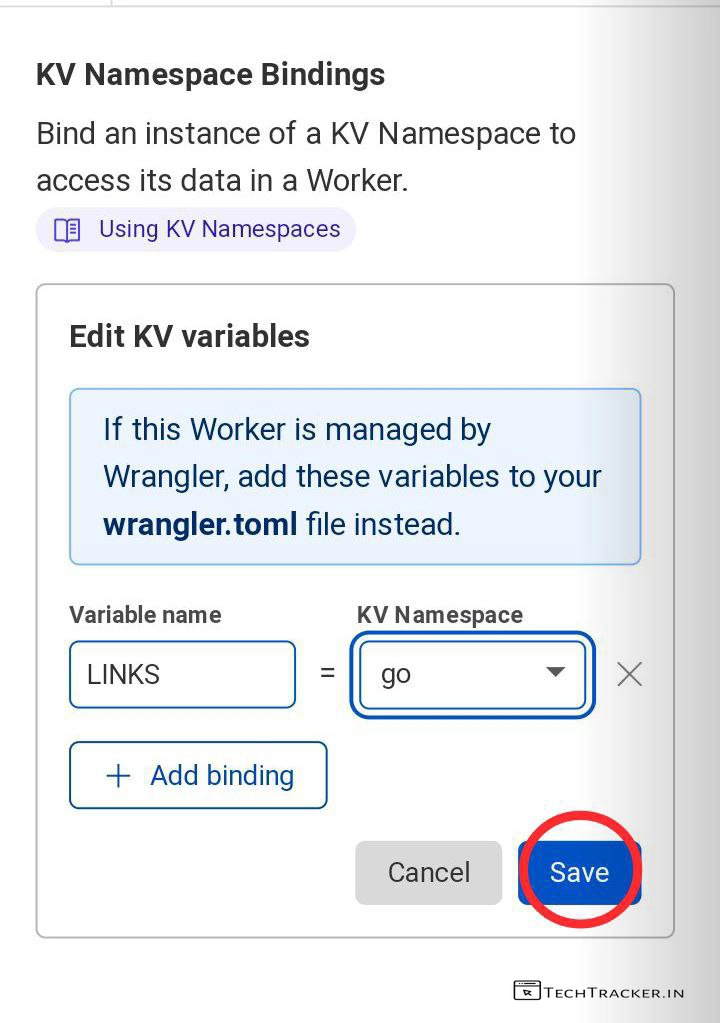 KV Namespace Bindings
Bind an instance of a KV Namespace to
access its data in a Worker.
Using KV Namespaces
Edit KV variables
If this Worker is managed by
Wrangler, add these variables to your
wrangler.toml file instead.
Variable name KV Namespace
LINKS = go
+ Add binding
Cancel Save
TECHTRACKER.IN